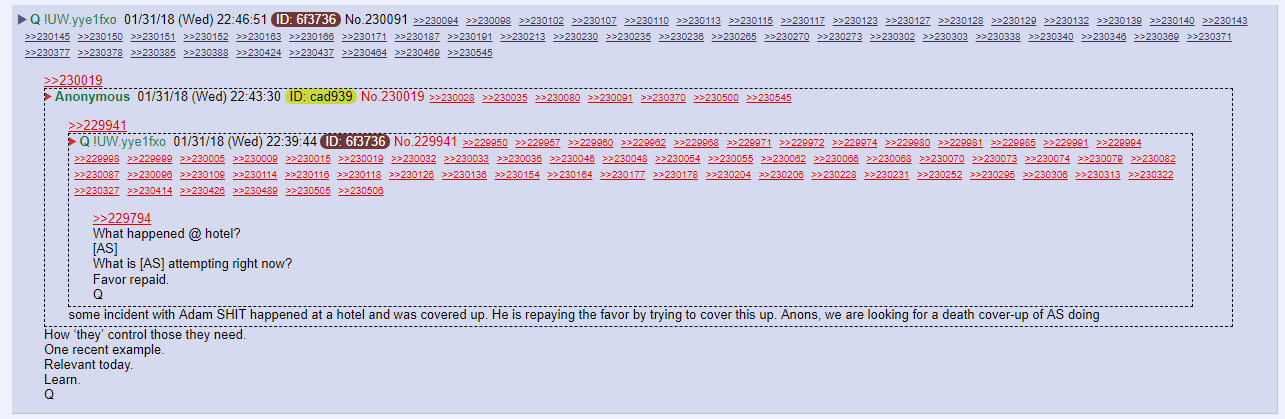 Q !UW.yye1fxo 01/31/18 (Wed) 22:46:51 ID: 6f3736 No.230091 >>230094 >>230098 >>230102 >>230107 >>230110 >>230113 >>230115 >>230117 >>230123 >>230127 >>230128 >>230129 >>230132 >>230139 >>230140 >>230143
>>230145 >>230150 >>230151 >>230152 >>230163 >>230166 >>230171 >>230187 >>230191 >>230213 >>230230 >>230235 >>230236 >>230265 >>230270 >>230273 >>230302 >>230303 >>230338 >>230340 >>230346 >>230369 >>230371
>>230377 >>230378 >>230385 >>230388 >>230424 >>230437 >>230464 >>230469 >>230545
>>230019
Anonymous 01/31/18 (Wed) 22:43:30 ID: cad939 No.230019 >>230028 >>230035 >>230080 >>230091 >>230370 >>230500 >>230545
>>229941
Q !UW.yye1fxo 01/31/18 (Wed) 22:39:44 ID: 6f3736 No.229941 >>229950 >>229957 >>229960 >>229962 >>229968 >>229971 >>229972 >>229974 >>229980 >>229981 >>229985 >>229991 >>229994
>>229998 >>229999 >>230005 >>230009 >>230015 >>230019 >>230032 >>230033 >>230036 >>230046 >>230048 >>230054 >>230055 >>230062 >>230066 >>230068 >>230070 >>230073 >>230074 >>230079 >>230082
>>230087 >>230096 >>230109 >>230114 >>230116 >>230118 >>230126 >>230136 >>230154 >>230164 >>230177 >>230178 >>230204 >>230206 >>230228 >>230231 >>230252 >>230295 >>230306 >>230313 >>230322
>>230327 >>230414 >>230426 >>230489 >>230505 >>230506
>>229794
What happened @ hotel?
[AS]
What is [AS] attempting right now?
Favor repaid.
Q
some incident with Adam SHIT happened at a hotel and was covered up. He is repaying the favor by trying to cover this up. Anons, we are looking for a death cover-up of AS doing
How ‘they’ control those they need.
One recent example.
Relevant today.
Learn.
Q